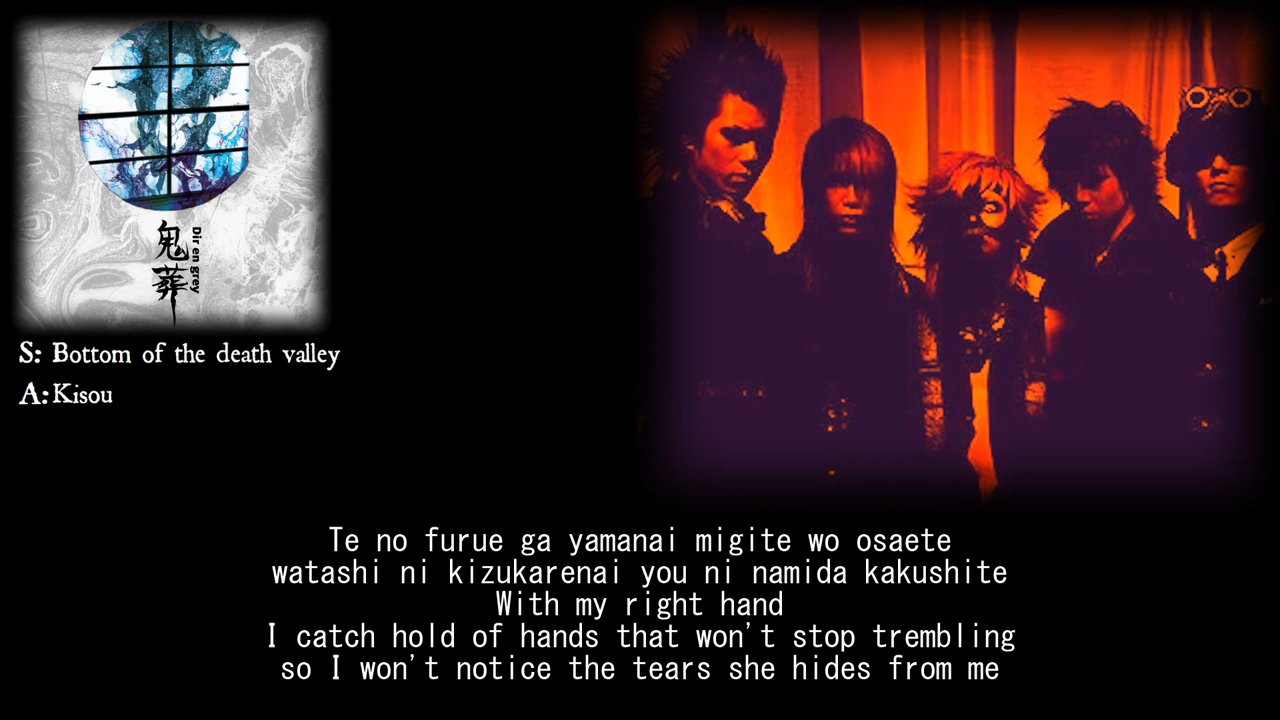 鬼葬
Dir en grey
S: Bottom of the death valley
A: Kisou
Te no furue ga yamanai migite wo osaete
watashi ni kizukarenai you ni namida kakushite
With my right hand
I catch hold of hands that won't stop trembling
so I won't notice the tears she hides from me